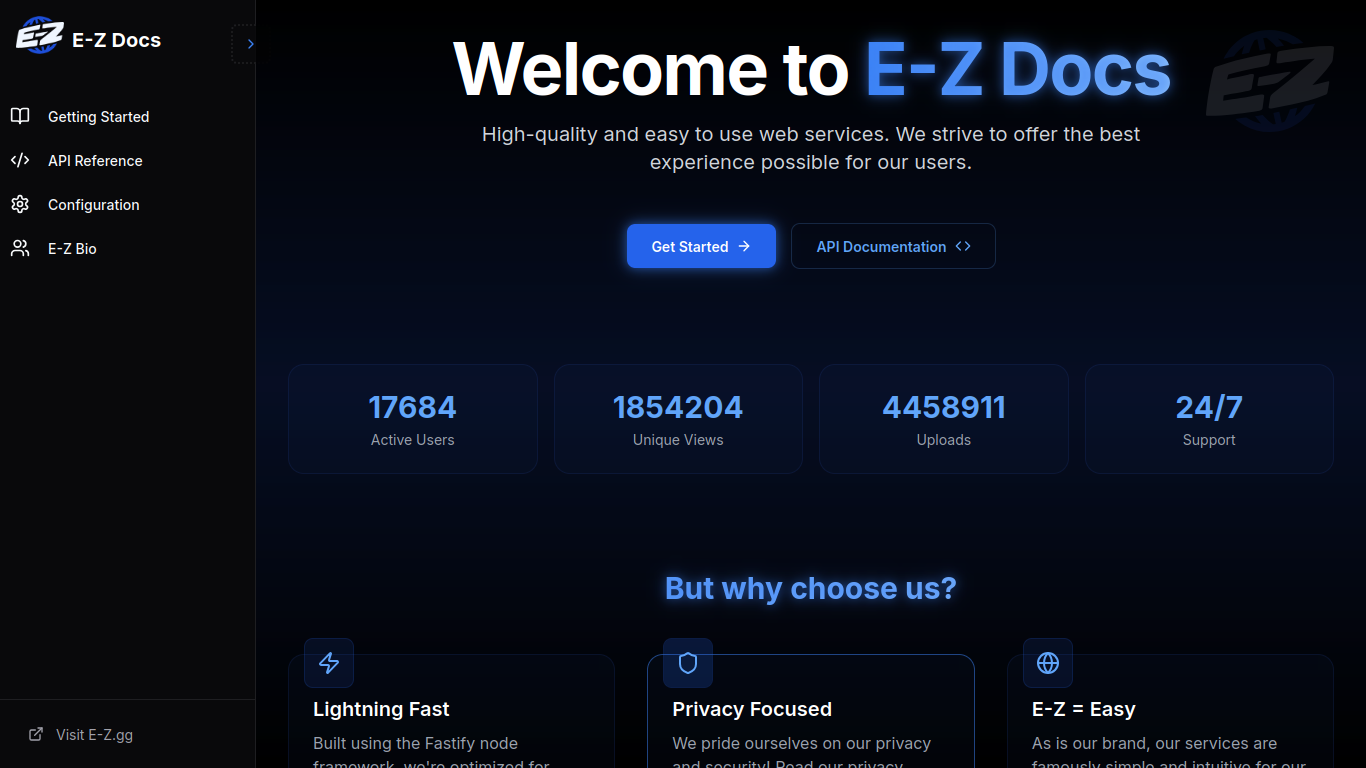 E-Z
E-Z Docs
Getting Started
API Reference
Configuration
E-Z Bio
Visit E-Z.gg
Welcome to E-Z Docs
E-Z
High-quality and easy to use web services. We strive to offer the best
experience possible for our users.
Get Started
API Documentation
17684
Active Users
1854204
Unique Views
4458911
Uploads
24/7
Support
But why choose us?
Lightning Fast
Built using the Fastify node
framework, we're optimized for
Privacy Focused
We pride ourselves on our privacy
and security! Read our privacy
E-Z = Easy
As is our brand, our services are
famously simple and intuitive for our